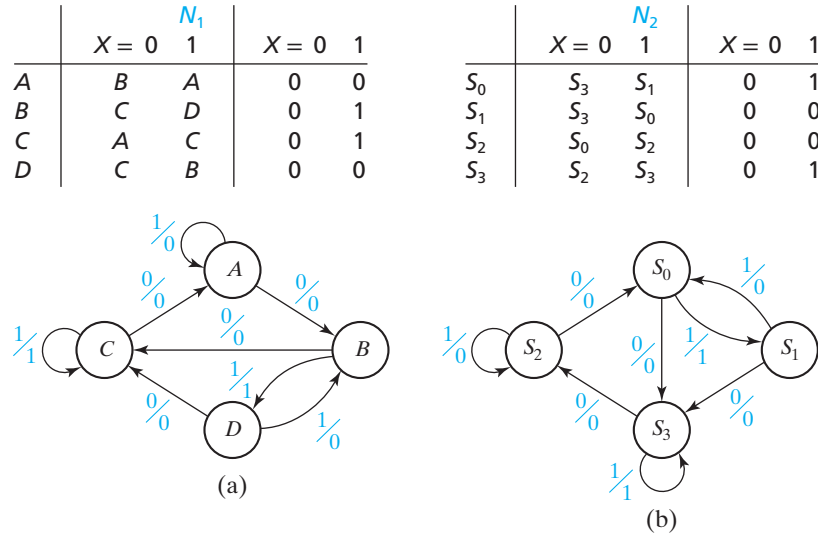 N₁
X = 0 1 X = 0 1
A B A 0 0
B C D 0 1
C A C 0 1
D C B 0 0
N₂
X = 0 1 X = 0 1
S₀ S₃ S₁ 0 1
S₁ S₃ S₀ 0 0
S₂ S₀ S₂ 0 0
S₃ S₂ S₃ 0 1
1/0
A
0/0
0/0
0/0
1/1
C
B
1/1
0/0
D
1/0
(a)
S₀
0/0
1/0
1/0
S₂
0/0
1/1
S₁
0/0
0/0
S₃
1/1
(b)